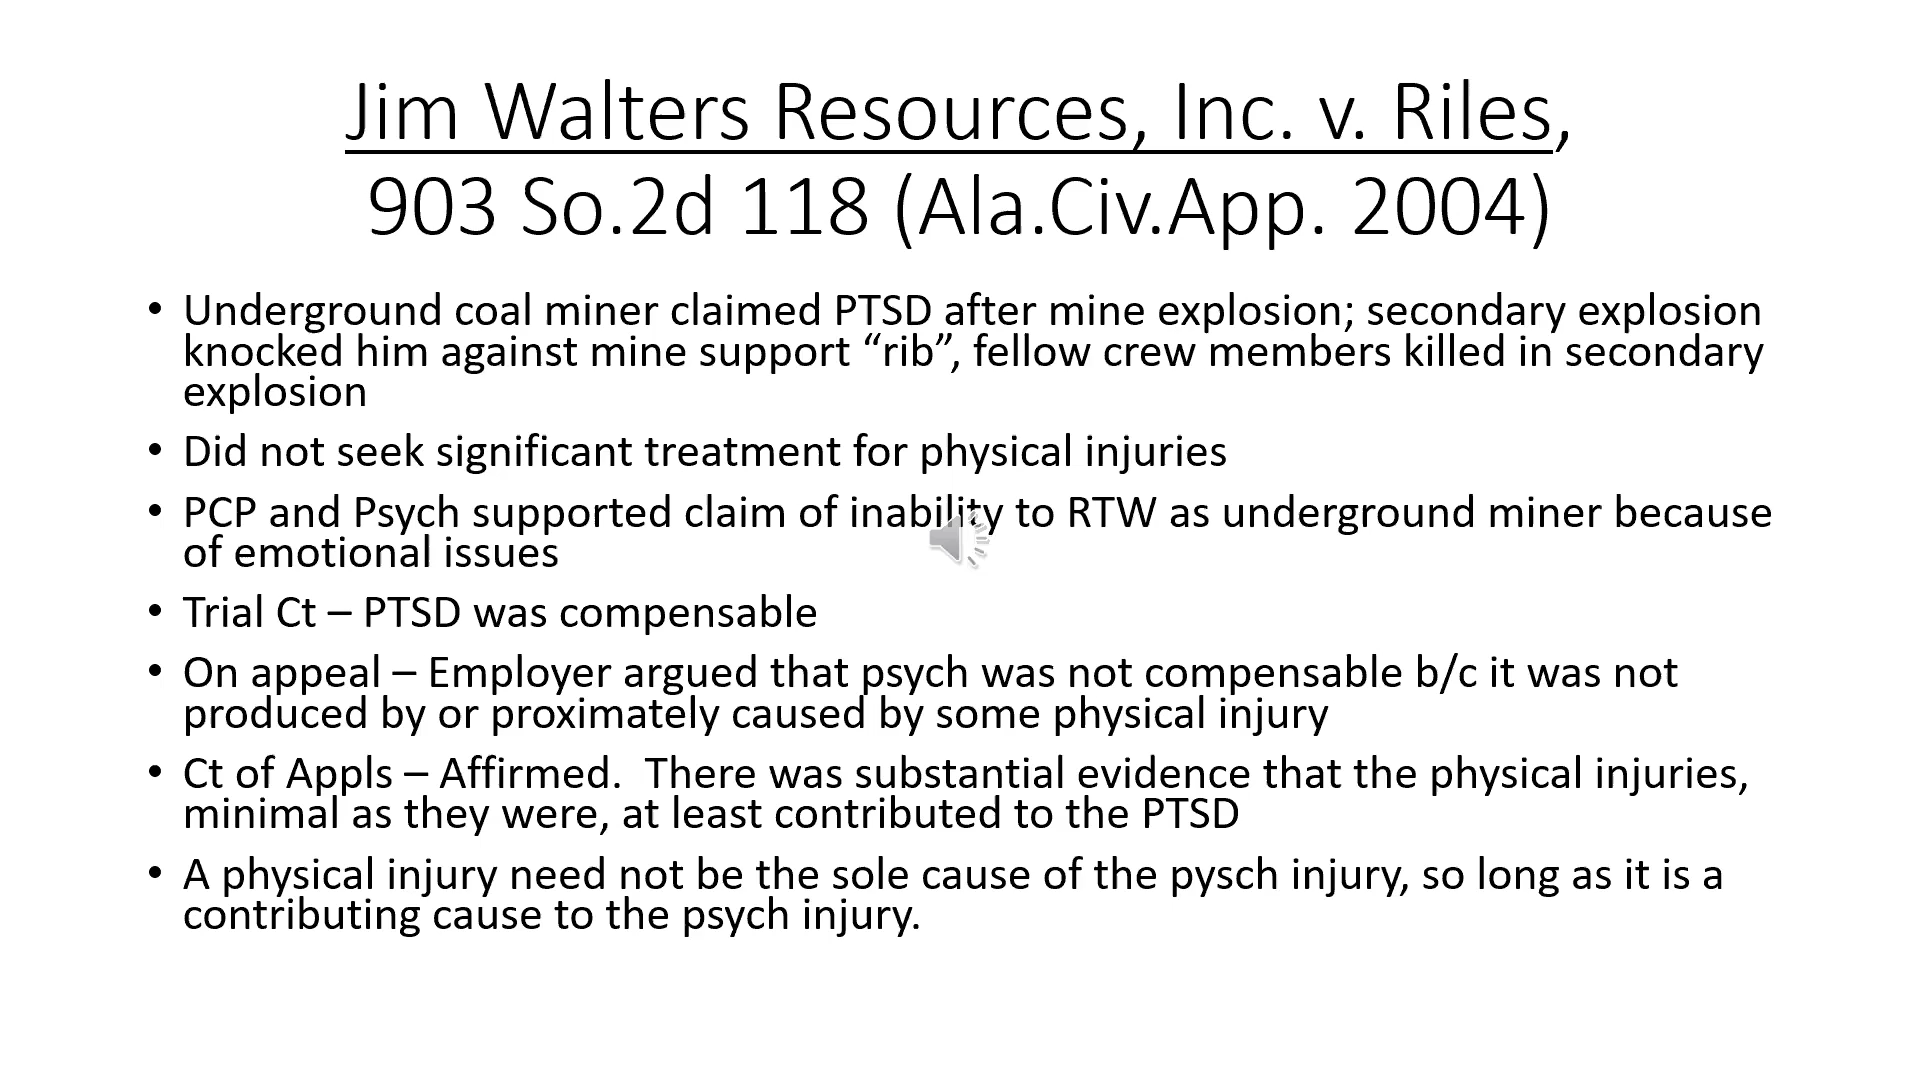 Jim Walters Resources, Inc. v. Riles,
903 So.2d 118 (Ala.Civ.App. 2004)
• Underground coal miner claimed PTSD after mine explosion; secondary explosion
knocked him against mine support “rib”, fellow crew members killed in secondary
explosion
• Did not seek significant treatment for physical injuries
• PCP and Psych supported claim of inability to RTW as underground miner because
of emotional issues
• Trial Ct – PTSD was compensable
• On appeal – Employer argued that psych was not compensable b/c it was not
produced by or proximately caused by some physical injury
• Ct of Appls – Affirmed.  There was substantial evidence that the physical injuries,
minimal as they were, at least contributed to the PTSD
• A physical injury need not be the sole cause of the pysch injury, so long as it is a
contributing cause to the psych injury.